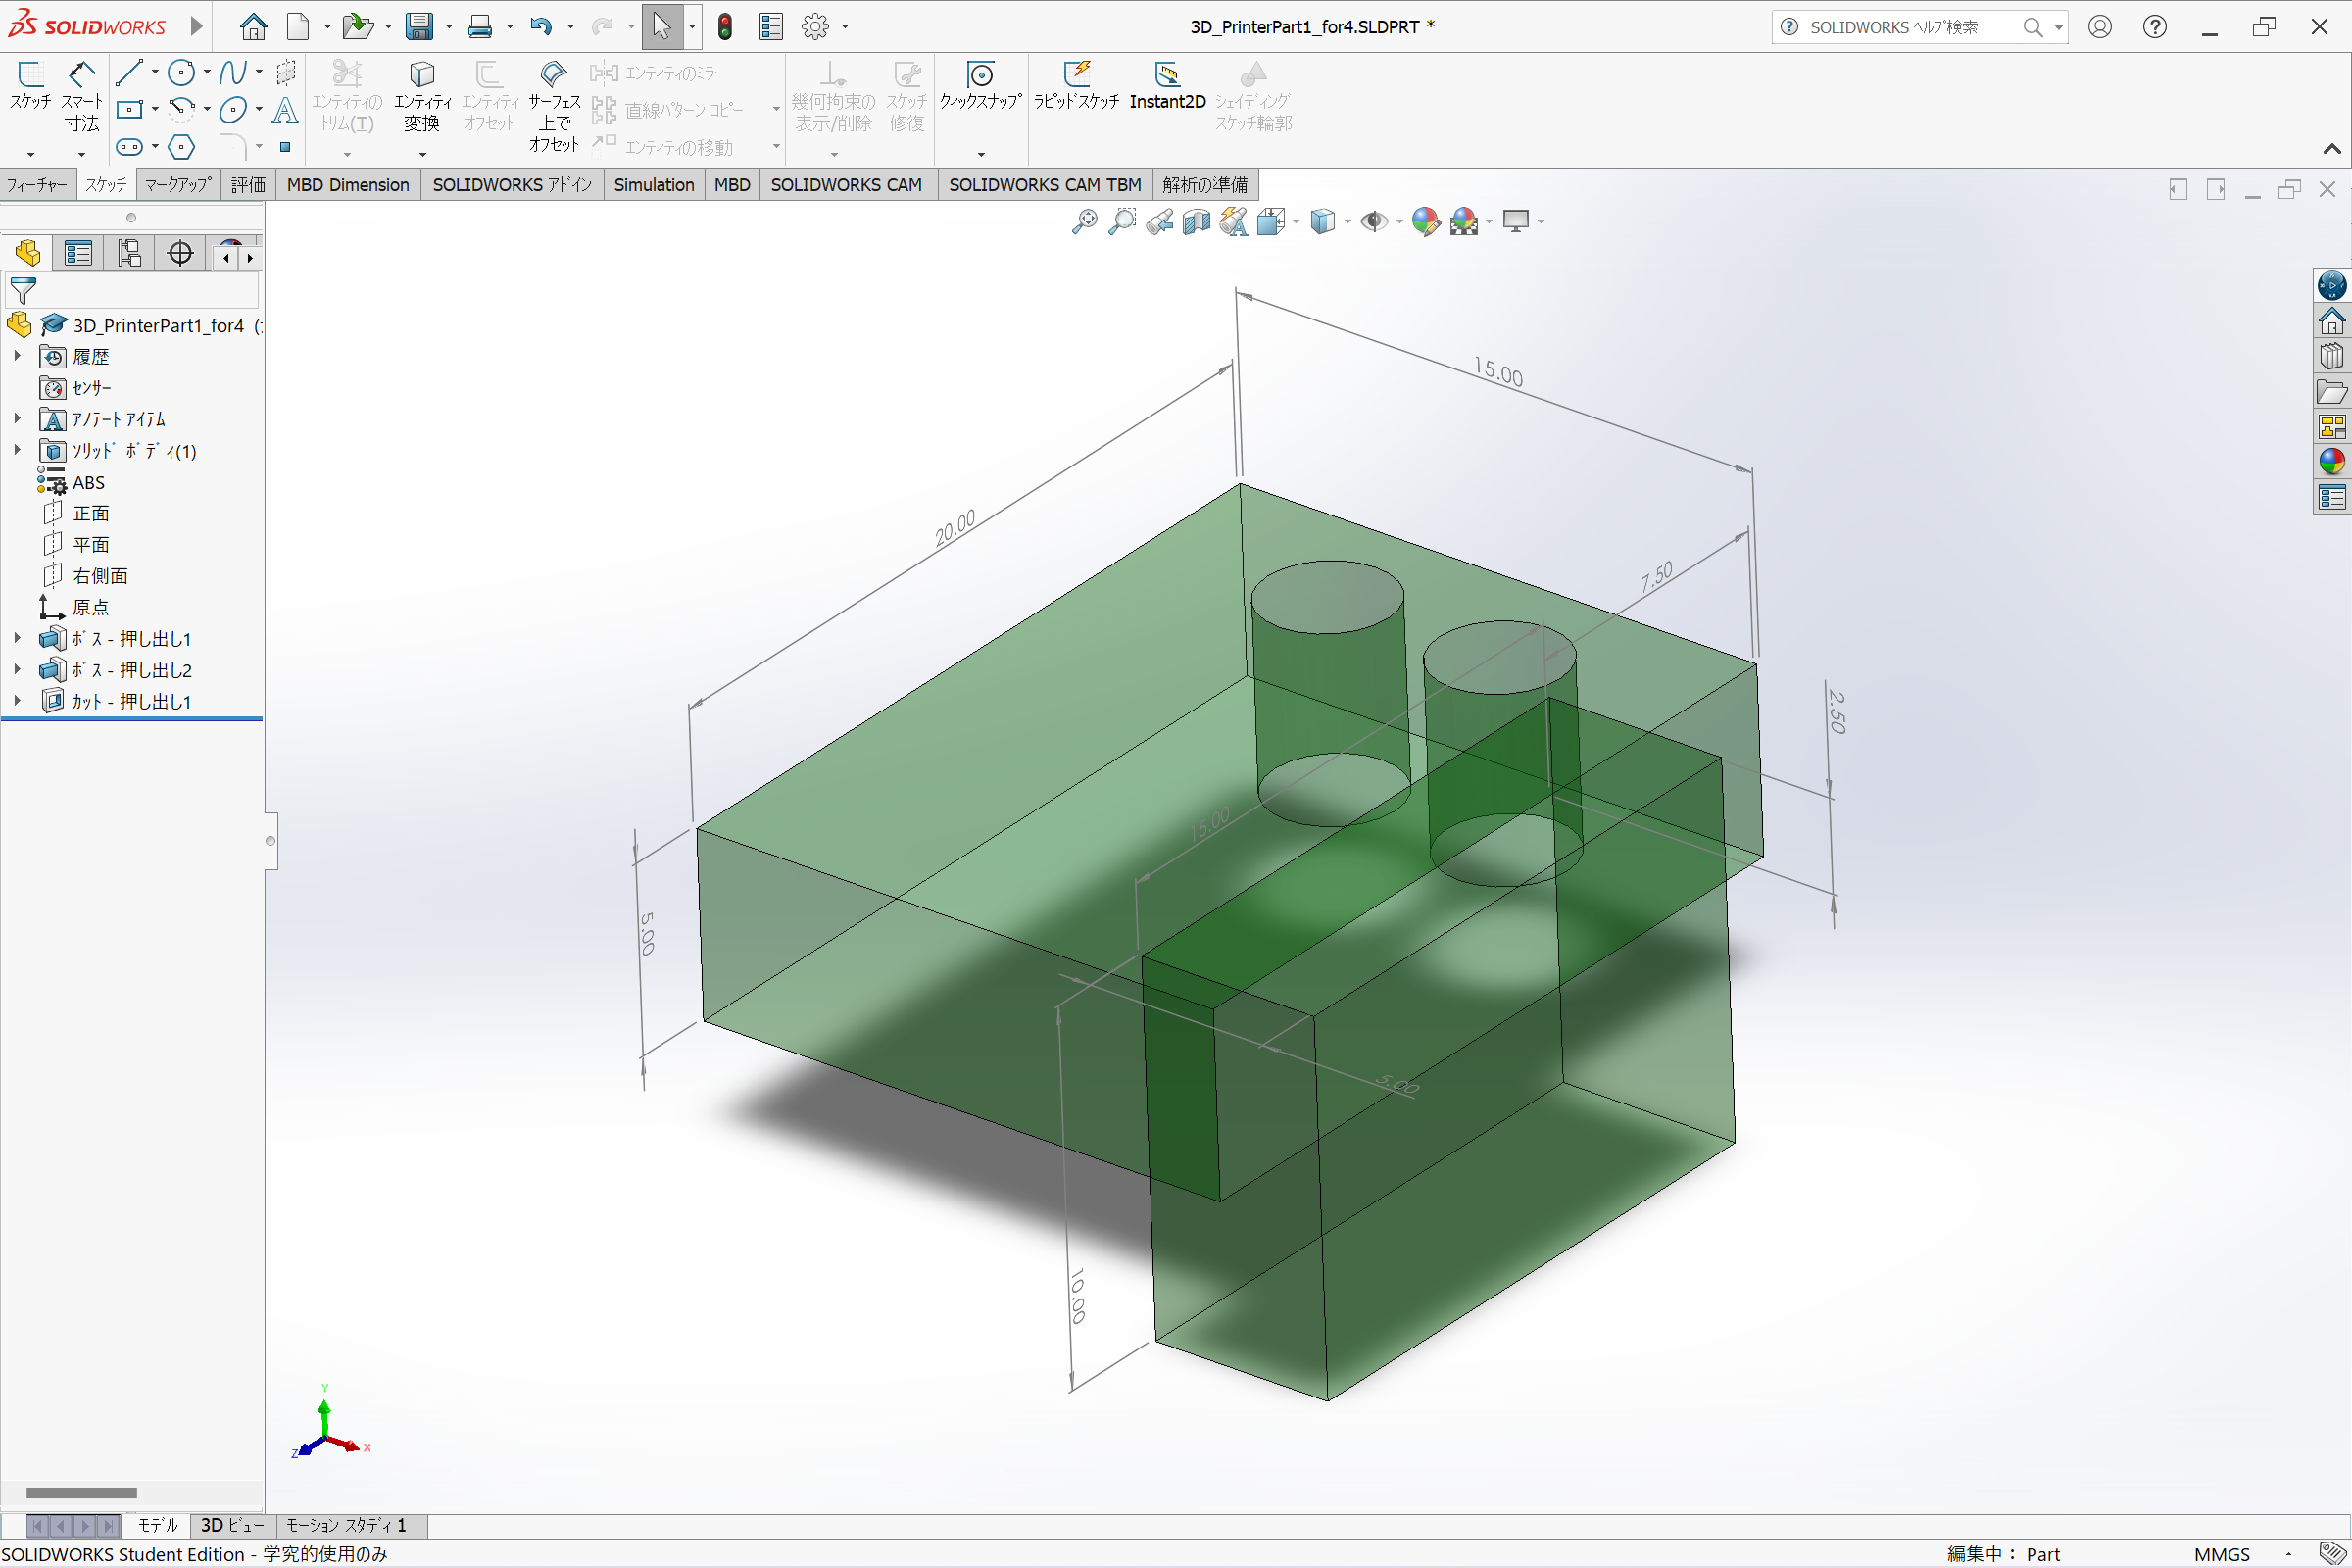 SOLIDWORKS
3D_PrinterPart1_for4.SLDPRT *
SOLIDWORKS ﾍﾙﾌﾟ検索
スケッチ
スマート
寸法
エンティティの
トリム(T)
エンティティ
変換
エンティティ
オフセット
サーフェス
上で
オフセット
エンティティのミラー
直線パターン コピー
エンティティの移動
幾何拘束の
表示/削除
スケッチ
修復
クィックスナップ
ラピッドスケッチ
Instant2D
シェイディング
スケッチ輪郭
フィーチャー
スケッチ
マークアップ
評価
MBD Dimension
SOLIDWORKS アドイン
Simulation
MBD
SOLIDWORKS CAM
SOLIDWORKS CAM TBM
解析の準備
3D_PrinterPart1_for4
履歴
センサー
アノテート アイテム
ソリッド ボディ(1)
ABS
正面
平面
右側面
原点
ボス - 押し出し1
ボス - 押し出し2
カット - 押し出し1
15.00
20.00
7.50
2.50
15.00
5.00
5.00
10.00
Y
X
Z
モデル
3D ビュー
モーション スタディ 1
SOLIDWORKS Student Edition - 学究的使用のみ
編集中： Part
MMGS